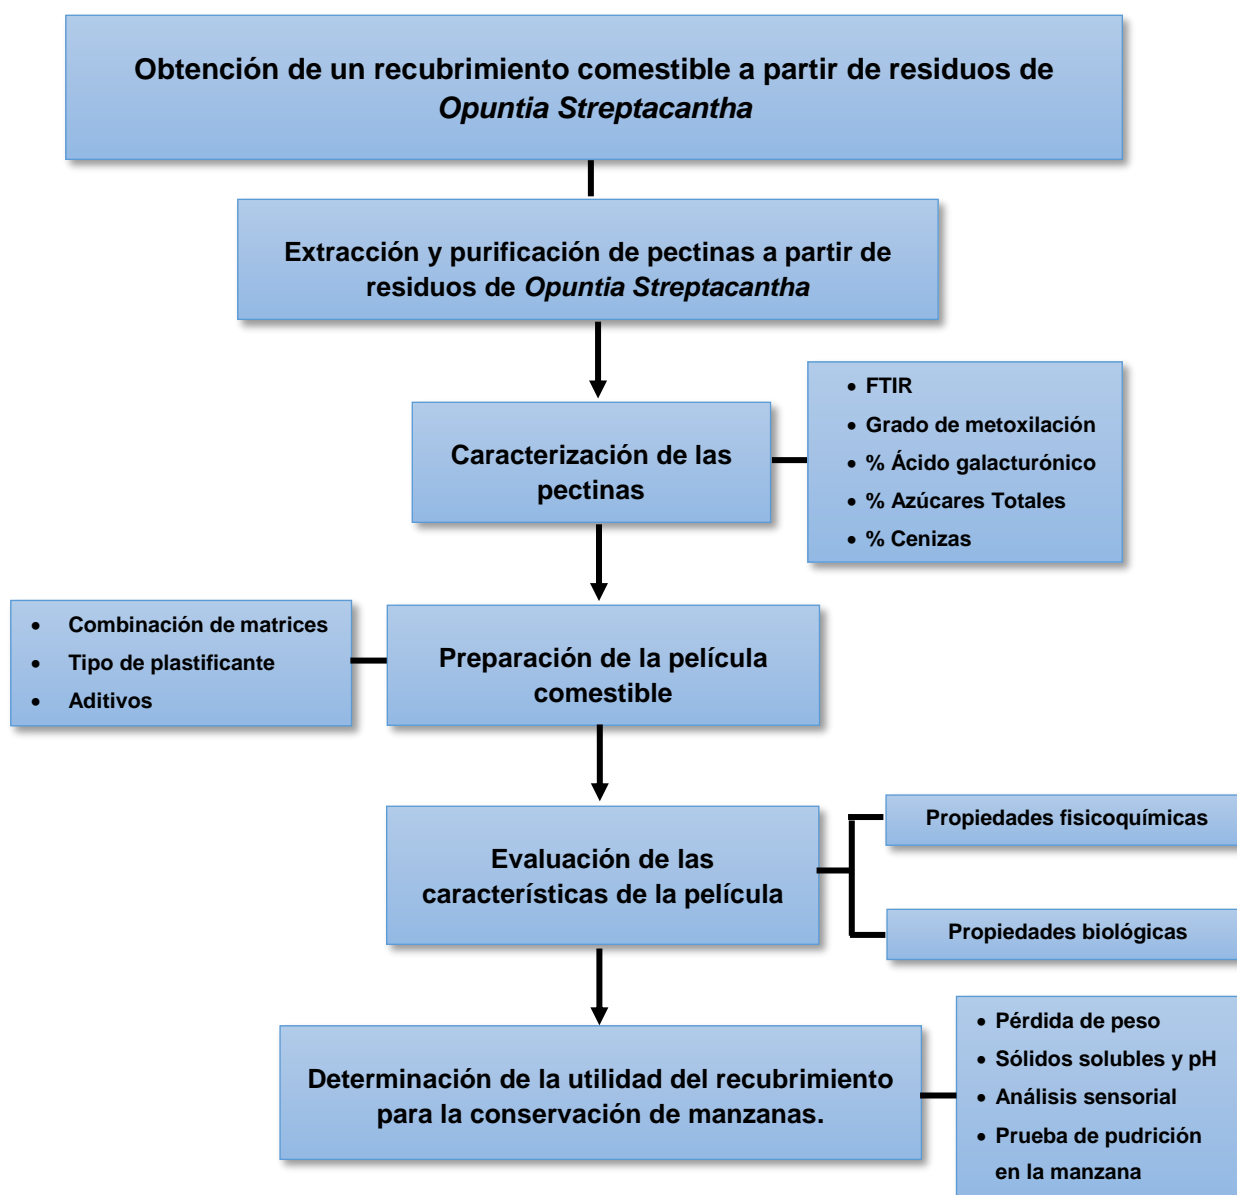 Obtención de un recubrimiento comestible a partir de residuos de
Opuntia Streptacantha
Extracción y purificación de pectinas a partir de
residuos de Opuntia Streptacantha
Caracterización de las
pectinas
• FTIR
• Grado de metoxilación
• % Ácido galacturónico
• % Azúcares Totales
• % Cenizas
Preparación de la película
comestible
• Combinación de matrices
• Tipo de plastificante
• Aditivos
Evaluación de las
características de la película
Propiedades fisicoquímicas
Propiedades biológicas
Determinación de la utilidad del recubrimiento
para la conservación de manzanas.
• Pérdida de peso
• Sólidos solubles y pH
• Análisis sensorial
• Prueba de pudrición
en la manzana